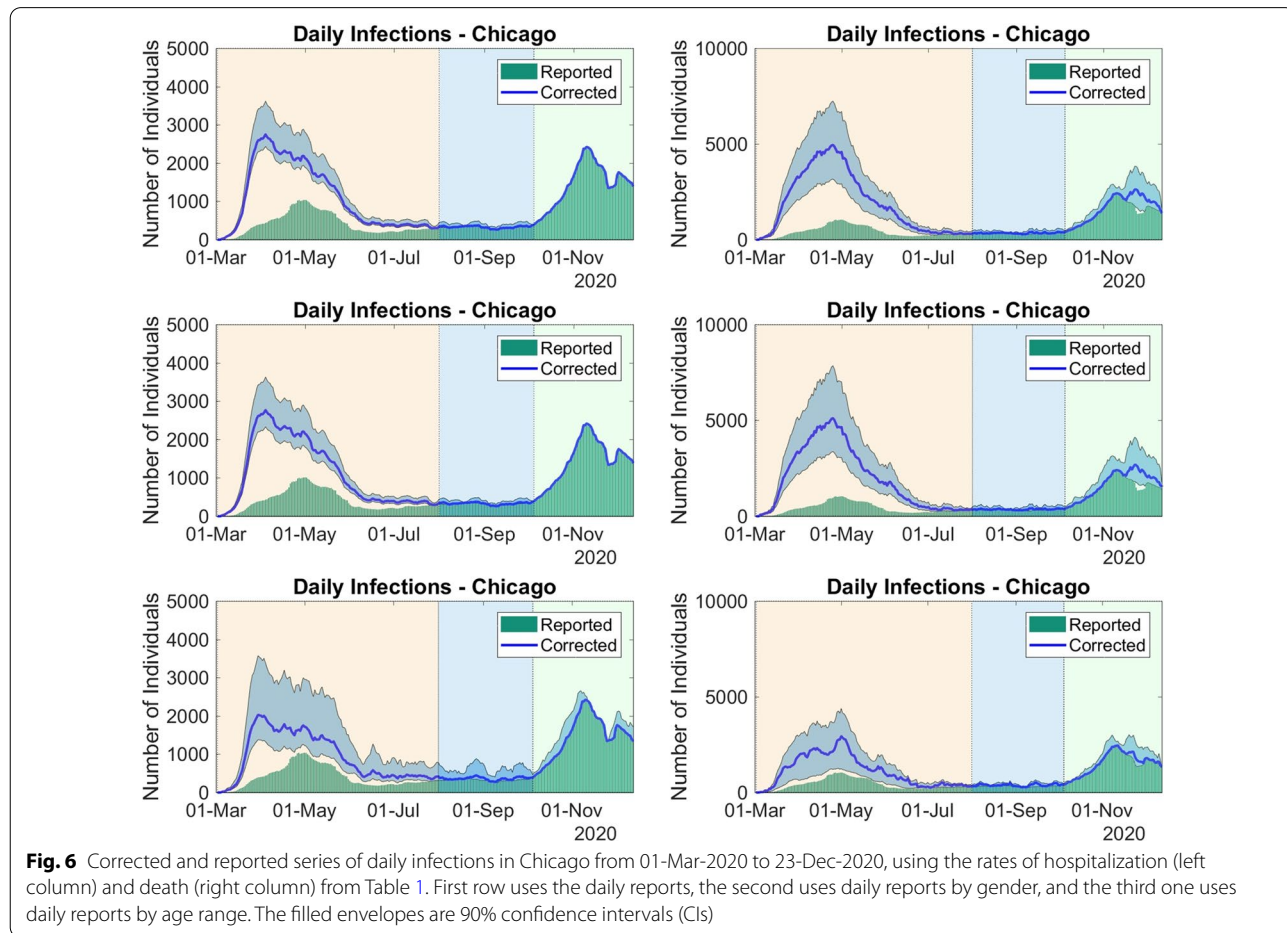 Daily Infections - Chicago
Number of Individuals
5000
4000
3000
2000
1000
0
01-Mar 01-May 01-Jul 01-Sep 01-Nov
2020
Reported
Corrected
Daily Infections - Chicago
Number of Individuals
10000
5000
0
01-Mar 01-May 01-Jul 01-Sep 01-Nov
2020
Reported
Corrected
Daily Infections - Chicago
Number of Individuals
5000
4000
3000
2000
1000
0
01-Mar 01-May 01-Jul 01-Sep 01-Nov
2020
Reported
Corrected
Daily Infections - Chicago
Number of Individuals
10000
5000
0
01-Mar 01-May 01-Jul 01-Sep 01-Nov
2020
Reported
Corrected
Daily Infections - Chicago
Number of Individuals
5000
4000
3000
2000
1000
0
01-Mar 01-May 01-Jul 01-Sep 01-Nov
2020
Reported
Corrected
Daily Infections - Chicago
Number of Individuals
10000
5000
0
01-Mar 01-May 01-Jul 01-Sep 01-Nov
2020
Reported
Corrected
Fig. 6 Corrected and reported series of daily infections in Chicago from 01-Mar-2020 to 23-Dec-2020, using the rates of hospitalization (left
column) and death (right column) from Table 1. First row uses the daily reports, the second uses daily reports by gender, and the third one uses
daily reports by age range. The filled envelopes are 90% confidence intervals (CIs)